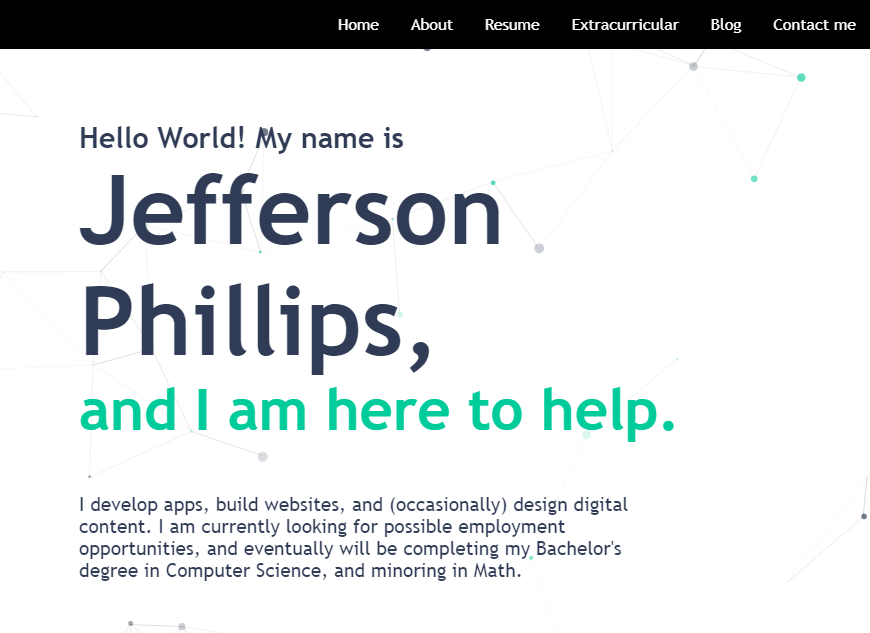 Home About Resume Extracurricular Blog Contact me
Hello World! My name is
Jefferson
Phillips,
and I am here to help.
I develop apps, build websites, and (occasionally) design digital
content. I am currently looking for possible employment
opportunities, and eventually will be completing my Bachelor's
degree in Computer Science, and minoring in Math.